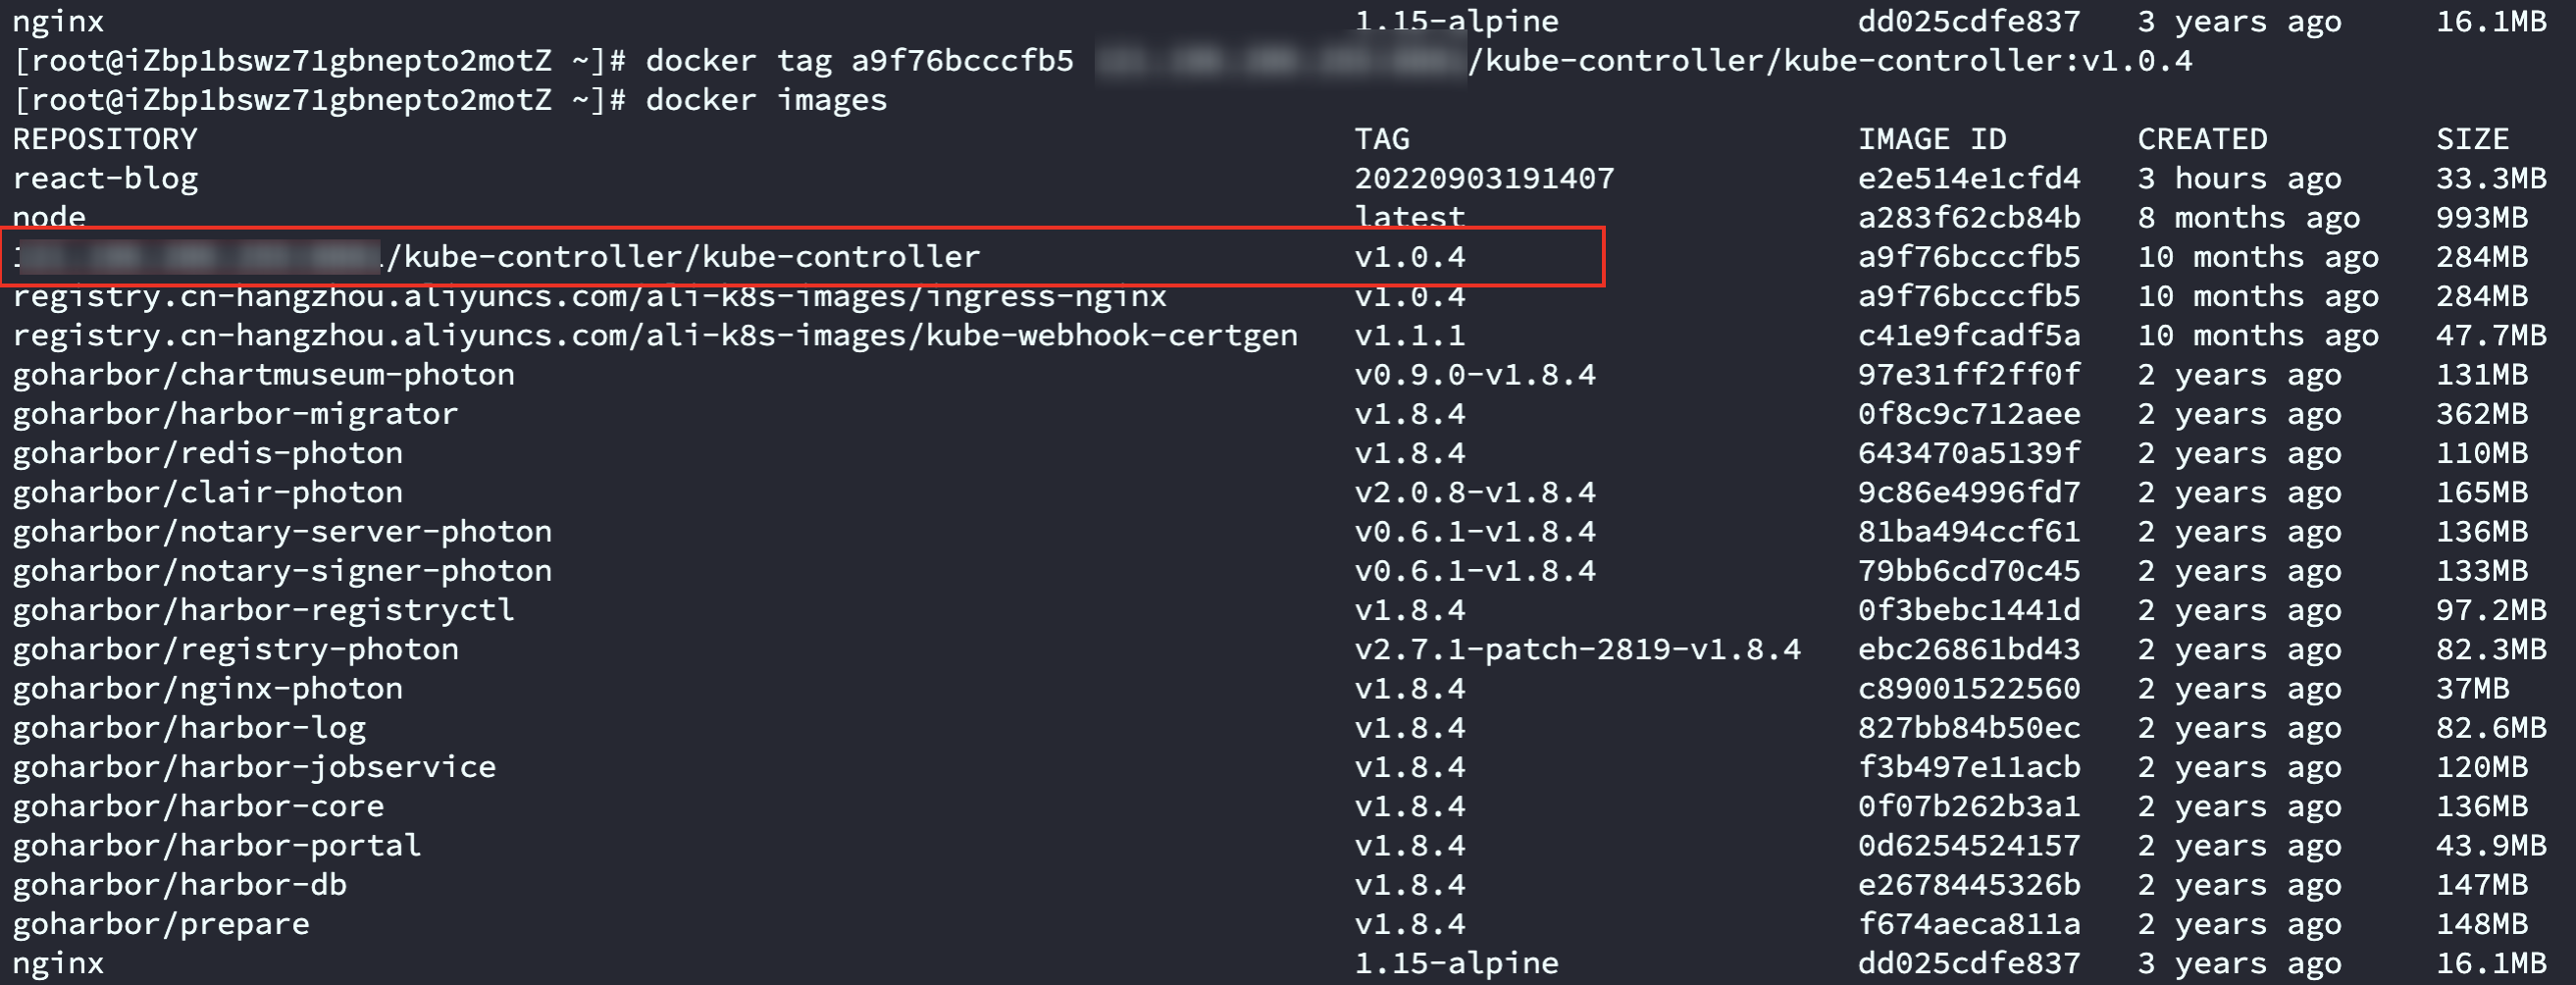 nginx 1.15-alpine dd025cdfe837 3 years ago 16.1MB
[root@iZbp1bswz71gbnepto2motZ ~]# docker tag a9f76bcccfb5 /kube-controller/kube-controller:v1.0.4
[root@iZbp1bswz71gbnepto2motZ ~]# docker images
REPOSITORY TAG IMAGE ID CREATED SIZE
react-blog 20220903191407 e2e514e1cfd4 3 hours ago 33.3MB
node latest a283f62cb84b 8 months ago 993MB
/kube-controller/kube-controller v1.0.4 a9f76bcccfb5 10 months ago 284MB
registry.cn-hangzhou.aliyuncs.com/ali-k8s-images/ingress-nginx v1.0.4 a9f76bcccfb5 10 months ago 284MB
registry.cn-hangzhou.aliyuncs.com/ali-k8s-images/kube-webhook-certgen v1.1.1 c41e9fcadf5a 10 months ago 47.7MB
goharbor/chartmuseum-photon v0.9.0-v1.8.4 97e31ff2ff0f 2 years ago 131MB
goharbor/harbor-migrator v1.8.4 0f8c9c712aee 2 years ago 362MB
goharbor/redis-photon v1.8.4 643470a5139f 2 years ago 110MB
goharbor/clair-photon v2.0.8-v1.8.4 9c86e4996fd7 2 years ago 165MB
goharbor/notary-server-photon v0.6.1-v1.8.4 81ba494ccf61 2 years ago 136MB
goharbor/notary-signer-photon v0.6.1-v1.8.4 79bb6cd70c45 2 years ago 133MB
goharbor/harbor-registryctl v1.8.4 0f3bebc1441d 2 years ago 97.2MB
goharbor/registry-photon v2.7.1-patch-2819-v1.8.4 ebc26861bd43 2 years ago 82.3MB
goharbor/nginx-photon v1.8.4 c89001522560 2 years ago 37MB
goharbor/harbor-log v1.8.4 827bb84b50ec 2 years ago 82.6MB
goharbor/harbor-jobservice v1.8.4 f3b497e11acb 2 years ago 120MB
goharbor/harbor-core v1.8.4 0f07b262b3a1 2 years ago 136MB
goharbor/harbor-portal v1.8.4 0d6254524157 2 years ago 43.9MB
goharbor/harbor-db v1.8.4 e2678445326b 2 years ago 147MB
goharbor/prepare v1.8.4 f674aeca811a 2 years ago 148MB
nginx 1.15-alpine dd025cdfe837 3 years ago 16.1MB